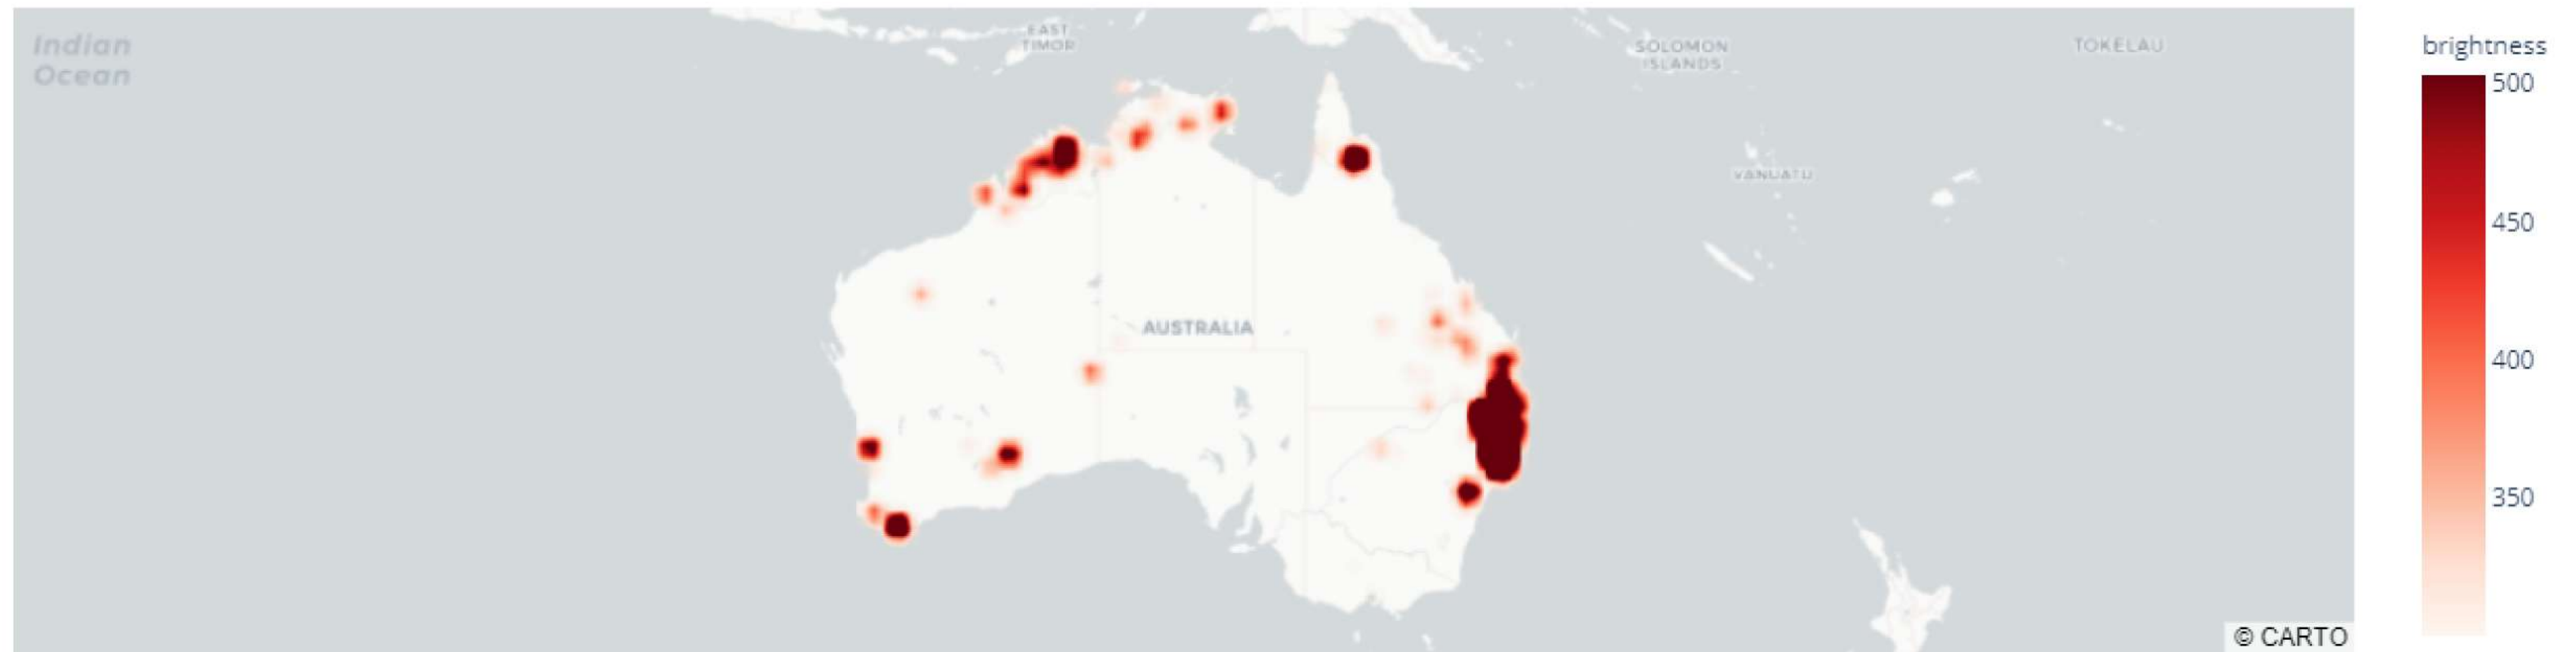 Indian
Ocean
EAST
TIMOR
SOLOMON
ISLANDS
TOKELAU
VANUATU
AUSTRALIA
brightness
500
450
400
350
© CARTO